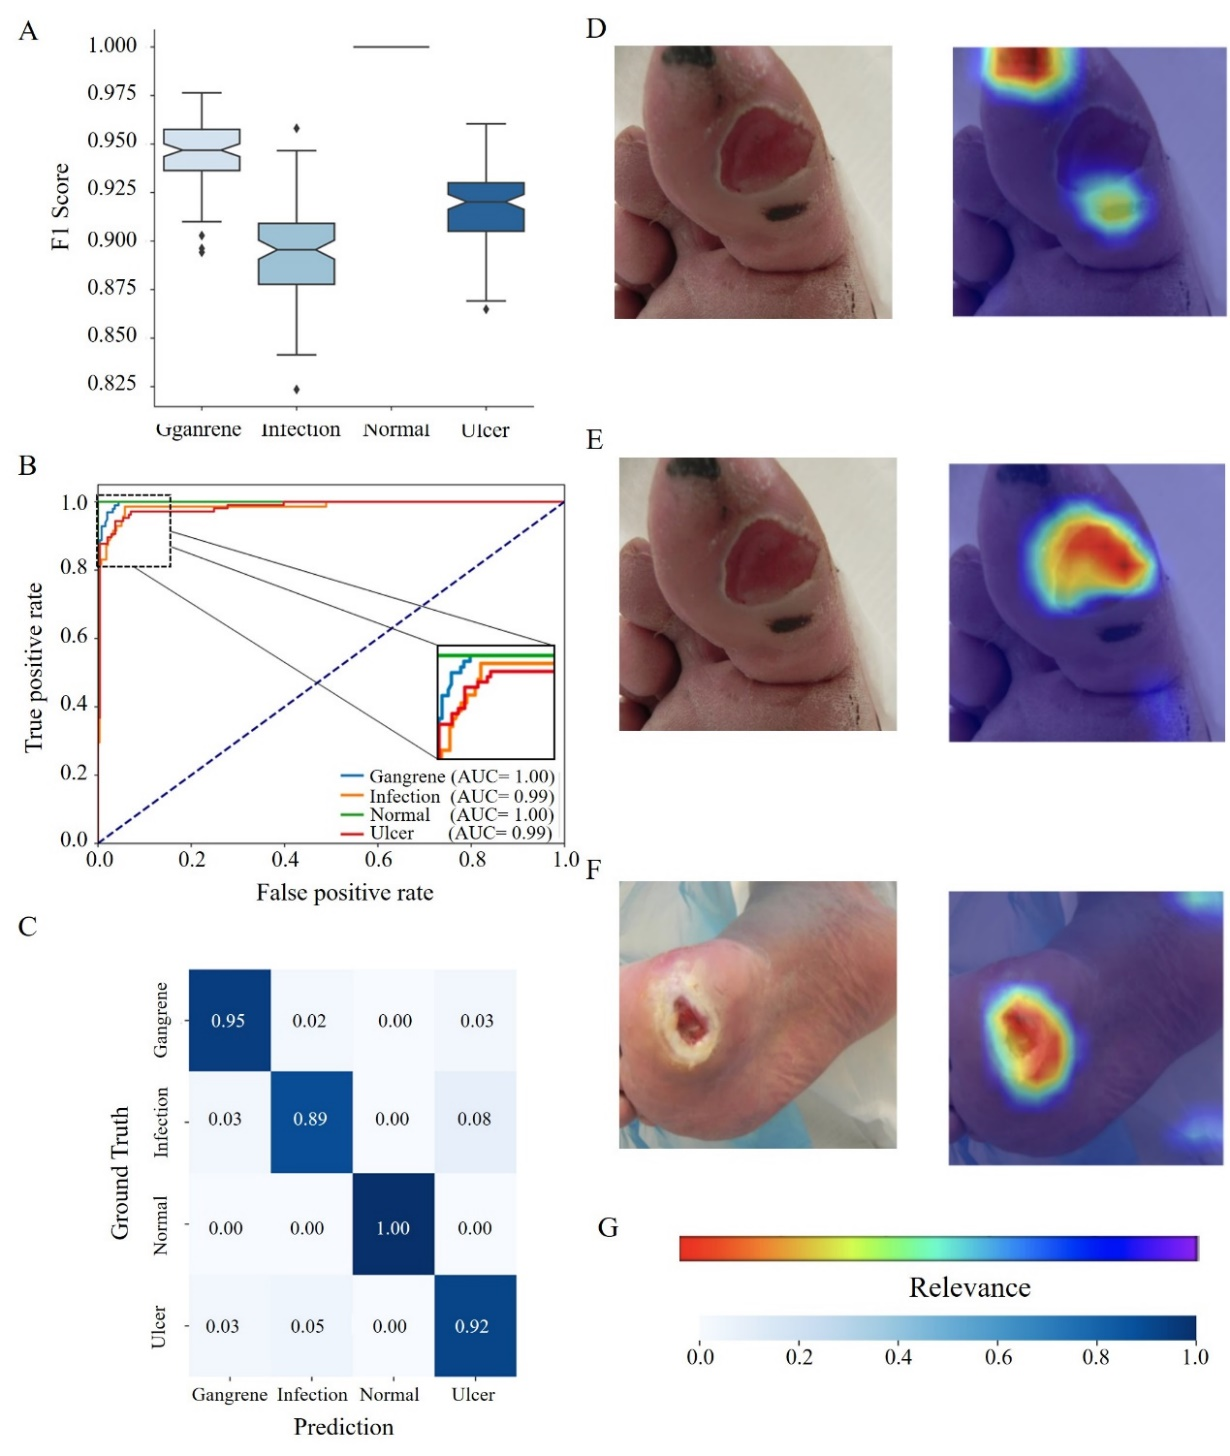 A
1.000
0.975
0.950
0.925
0.900
0.875
0.850
0.825
F1 Score
Gganrene Infection Normal Ulcer
B
1.0
0.8
0.6
0.4
0.2
0.0
True positive rate
Gangrene (AUC= 1.00)
Infection (AUC= 0.99)
Normal (AUC= 1.00)
Ulcer (AUC= 0.99)
0.0 0.2 0.4 0.6 0.8 1.0
False positive rate
C
Ground Truth
Gangrene
0.95 0.02 0.00 0.03
Infection
0.03 0.89 0.00 0.08
Normal
0.00 0.00 1.00 0.00
Ulcer
0.03 0.05 0.00 0.92
Gangrene Infection Normal Ulcer
Prediction
D
E
F
G
Relevance
0.0 0.2 0.4 0.6 0.8 1.0